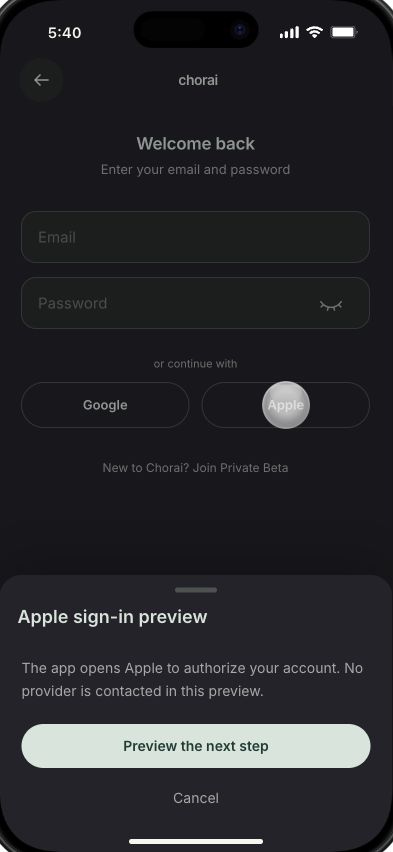 5:40
chorai
Welcome back
Enter your email and password
Email
Password
or continue with
Google
Apple
New to Chorai? Join Private Beta
Apple sign-in preview
The app opens Apple to authorize your account. No
provider is contacted in this preview.
Preview the next step
Cancel